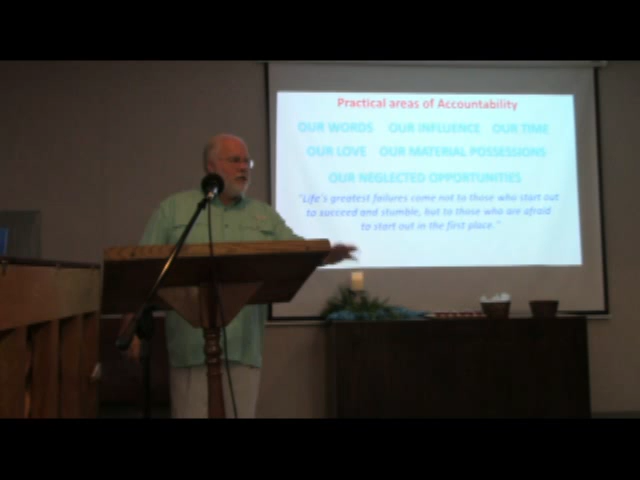 Practical areas of Accountability
OUR WORDS OUR INFLUENCE OUR TIME
OUR LOVE OUR MATERIAL POSSESSIONS
OUR NEGLECTED OPPORTUNITIES
"Life's greatest failures come not to those who start out
to succeed and stumble, but to those who are afraid
to start out in the first place."